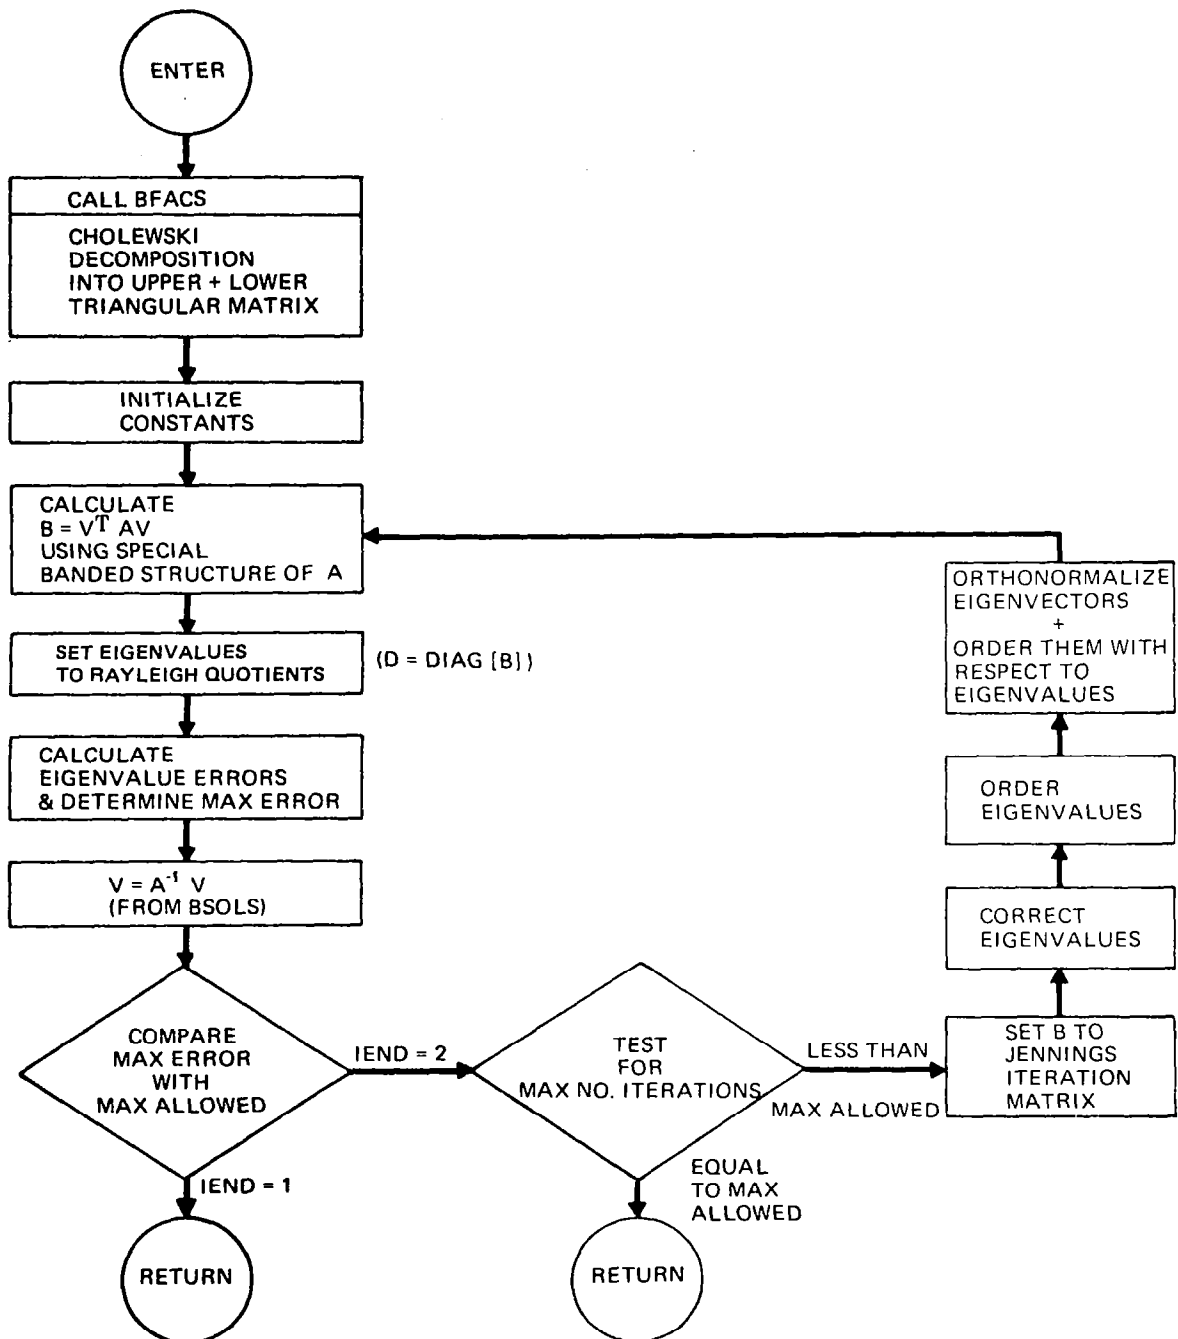 ENTER
CALL BFACS
CHOLEWSKI
DECOMPOSITION
INTO UPPER + LOWER
TRIANGULAR MATRIX
INITIALIZE
CONSTANTS
CALCULATE
B = V^T AV
USING SPECIAL
BANDED STRUCTURE OF A
SET EIGENVALUES
TO RAYLEIGH QUOTIENTS
(D = DIAG [B])
CALCULATE
EIGENVALUE ERRORS
& DETERMINE MAX ERROR
V = A^-1 V
(FROM BSOLS)
COMPARE
MAX ERROR
WITH
MAX ALLOWED
IEND = 1
RETURN
IEND = 2
TEST
FOR
MAX NO. ITERATIONS
EQUAL
TO MAX
ALLOWED
RETURN
LESS THAN
MAX ALLOWED
SET B TO
JENNINGS
ITERATION
MATRIX
CORRECT
EIGENVALUES
ORDER
EIGENVALUES
ORTHONORMALIZE
EIGENVECTORS
+
ORDER THEM WITH
RESPECT TO
EIGENVALUES